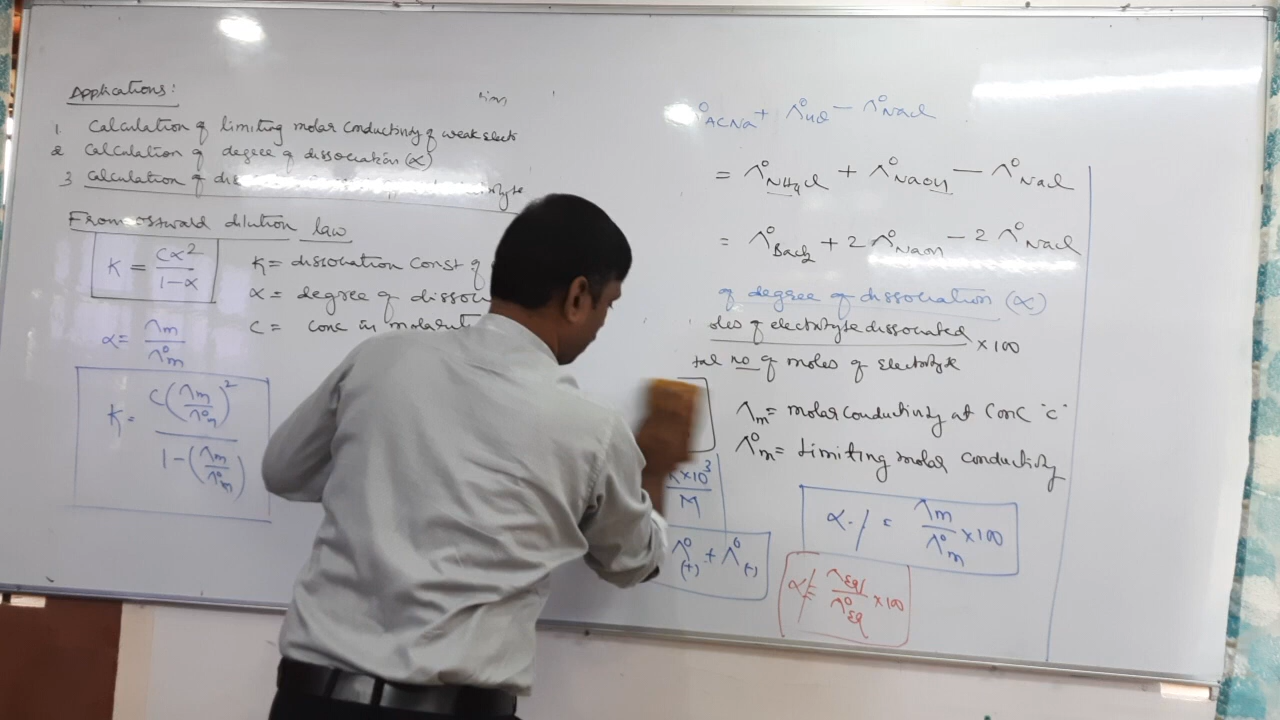 Applications:
1. Calculation of limiting molar conductivity of weak elects
2 Calculation of degree of dissociation (α)
3 Calculation of
From ostward dilution law
K = Cα²/1-α
K = dissociation Const of
α = degree of dissoci
C = conc in molarit
α = Λm/Λ°m
K = C(Λm/Λ°m)²/1-(Λm/Λ°m)
Λ°ACNa + Λ°Hcl - Λ°Nacl
= Λ°NH4cl + Λ°NaOH - Λ°Nacl
= Λ°Bacl2 + 2Λ°NaOH - 2Λ°Nacl
of degree of dissociation (α)
oles of electrolyte dissociated × 100
tal no of moles of electrolyte
Λm = molar conductivity at Conc "c"
Λ°m = Limiting molar conductivity
K×10³/M
Λ°(+) + Λ°(-)
α % = Λm/Λ°m × 100
α% = ΛEq/Λ°Eq × 100